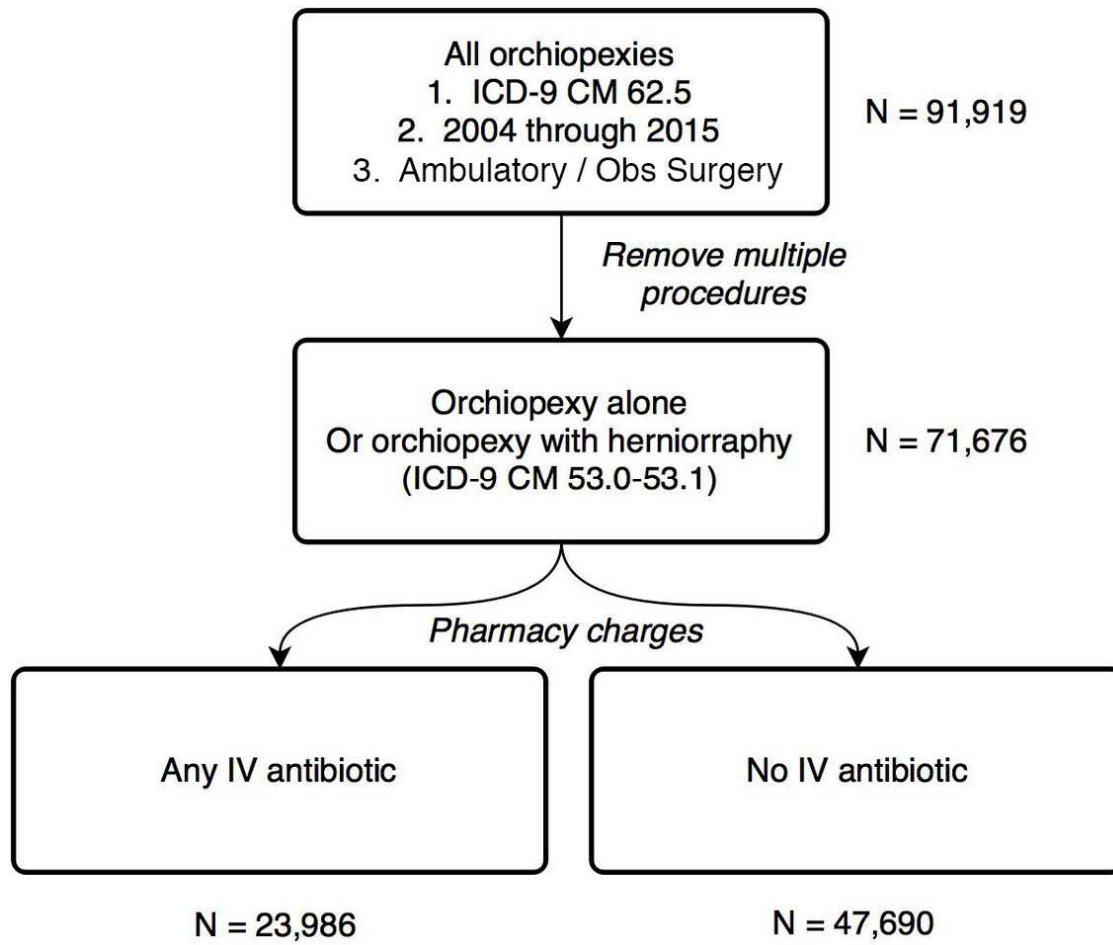 All orchiopexies
1. ICD-9 CM 62.5
2. 2004 through 2015
3. Ambulatory / Obs Surgery
N = 91,919
Remove multiple
procedures
Orchiopexy alone
Or orchiopexy with herniorraphy
(ICD-9 CM 53.0-53.1)
N = 71,676
Pharmacy charges
Any IV antibiotic
No IV antibiotic
N = 23,986
N = 47,690